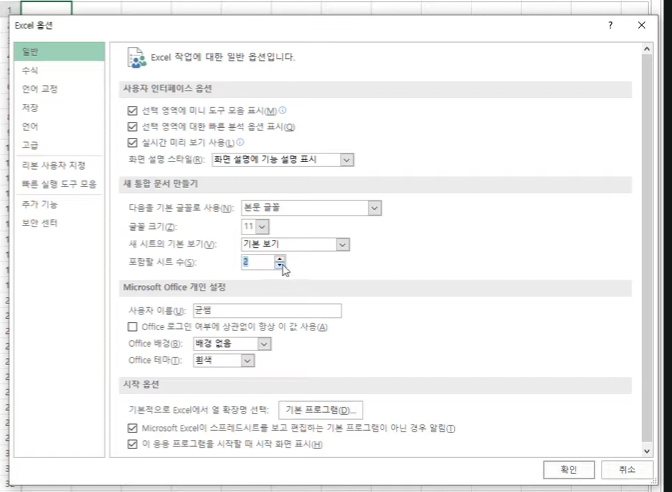 Excel 옵션
일반
수식
언어 교정
저장
언어
고급
리본 사용자 지정
빠른 실행 도구 모음
추가 기능
보안 센터
Excel 작업에 대한 일반 옵션입니다.
사용자 인터페이스 옵션
선택 영역에 미니 도구 모음 표시(M)
선택 영역에 대한 빠른 분석 옵션 표시(Q)
실시간 미리 보기 사용(L)
화면 설명 스타일(R): 화면 설명에 기능 설명 표시
새 통합 문서 만들기
다음을 기본 글꼴로 사용(N): 본문 글꼴
글꼴 크기(Z): 11
새 시트의 기본 보기(V): 기본 보기
포함할 시트 수(S): 2
Microsoft Office 개인 설정
사용자 이름(U): 군쌤
Office 로그인 여부에 상관없이 항상 이 값 사용(A)
Office 배경(B): 배경 없음
Office 테마(T): 흰색
시작 옵션
기본적으로 Excel에서 열 확장명 선택: 기본 프로그램(D)...
Microsoft Excel이 스프레드시트를 보고 편집하는 기본 프로그램이 아닌 경우 알림(T)
이 응용 프로그램을 시작할 때 시작 화면 표시(H)
확인
취소